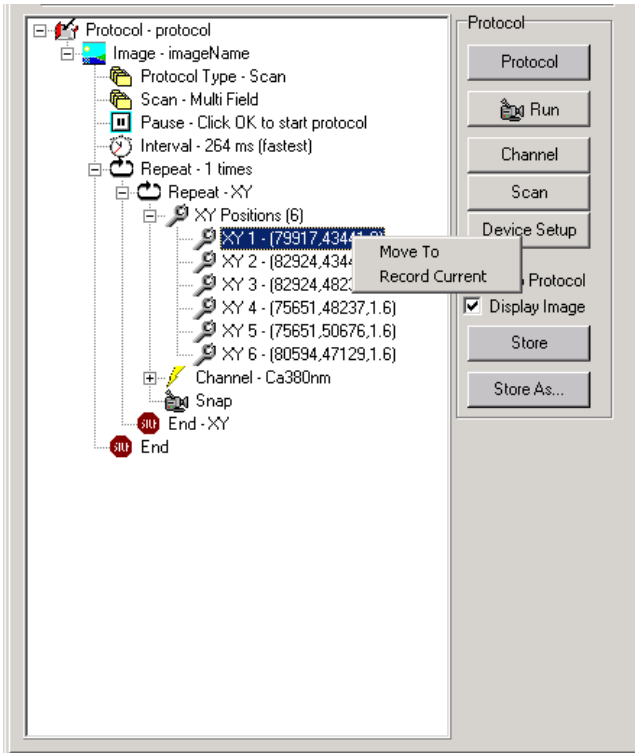 Protocol - protocol
Image - imageName
Protocol Type - Scan
Scan - Multi Field
Pause - Click OK to start protocol
Interval - 264 ms (fastest)
Repeat - 1 times
Repeat - XY
XY Positions (6)
XY 1 - (79917,43441
XY 2 - (82924,434
XY 3 - (82924,482
XY 4 - (75651,48237,1.6)
XY 5 - (75651,50676,1.6)
XY 6 - (80594,47129,1.6)
Channel - Ca380nm
Snap
End - XY
End
Move To
Record Current
Protocol
Protocol
Run
Channel
Scan
Device Setup
Protocol
Display Image
Store
Store As...